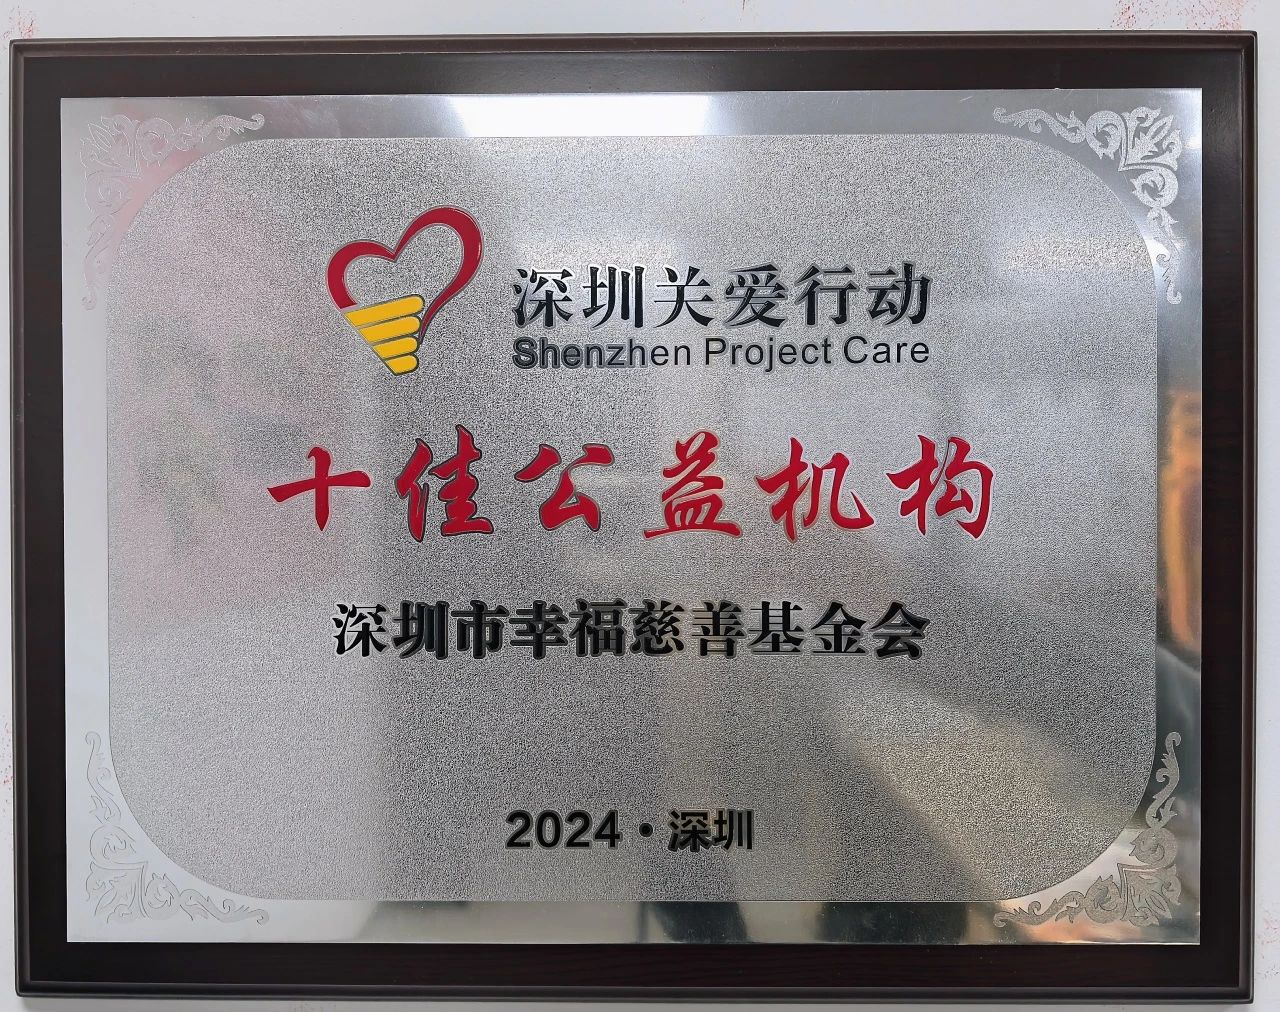 深圳关爱行动
Shenzhen Project Care
十佳公益机构
深圳市幸福慈善基金会
2024·深圳